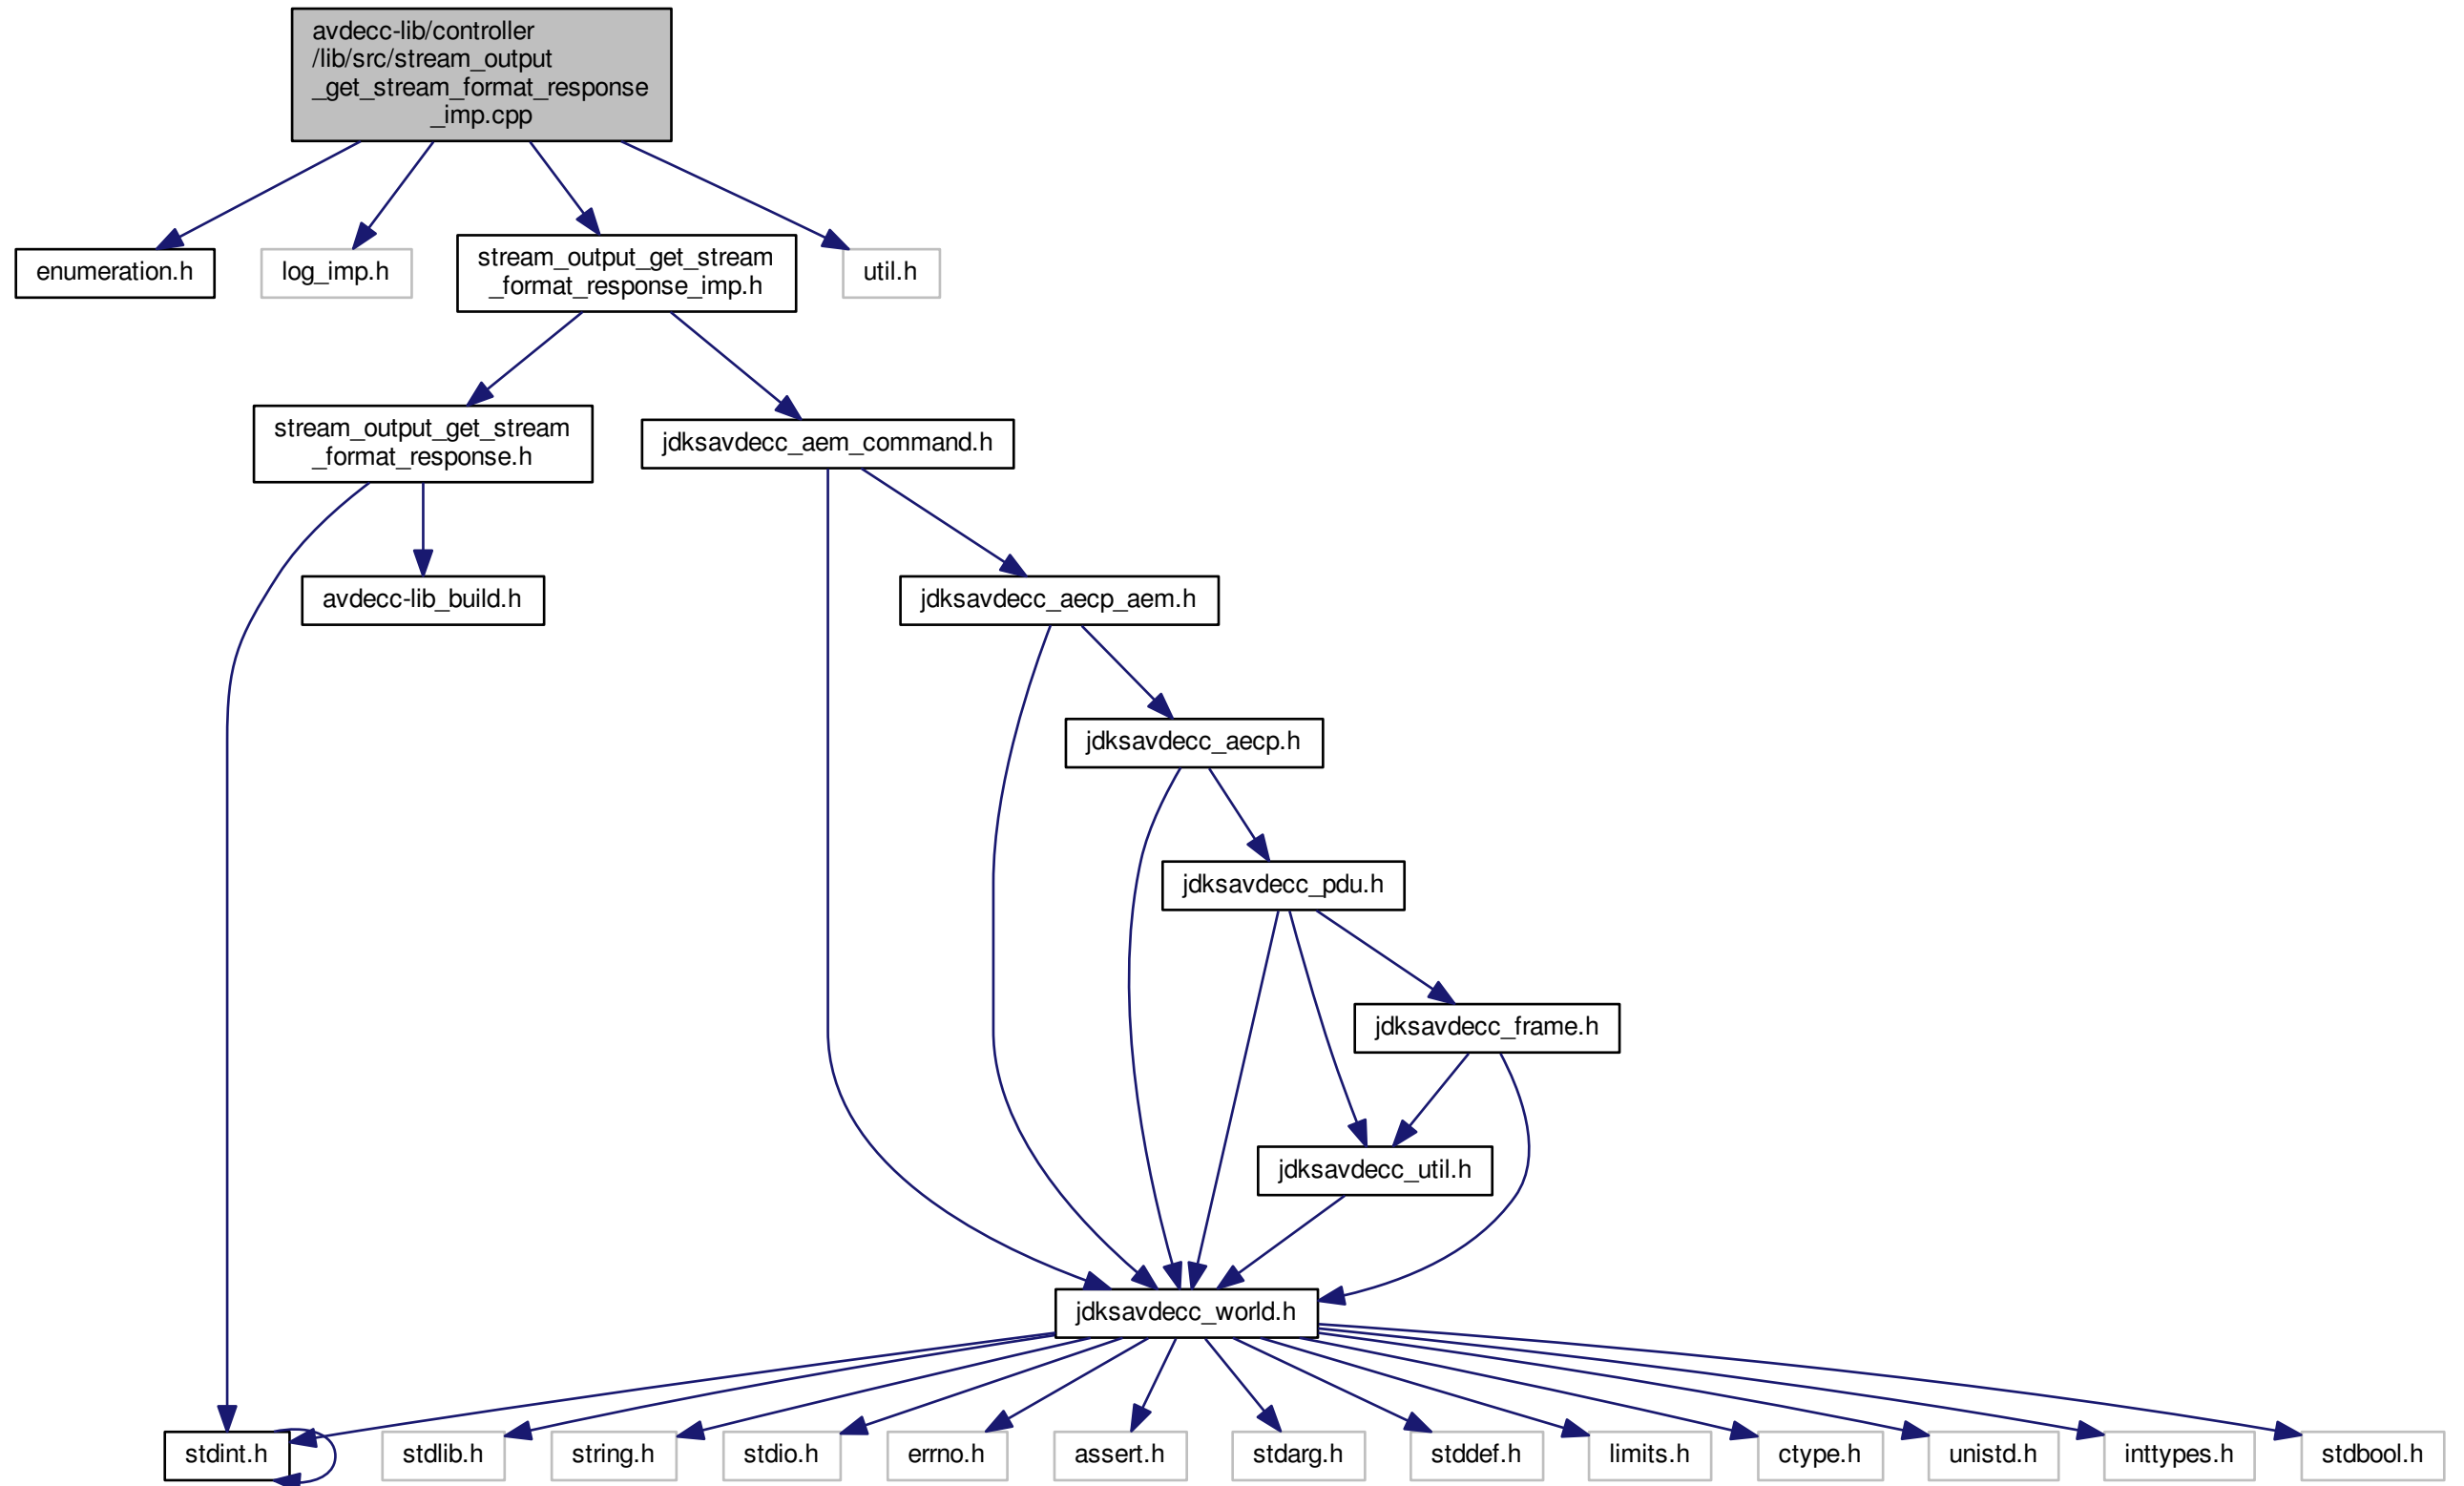 avdecc-lib/controller
/lib/src/stream_output
_get_stream_format_response
_imp.cpp
enumeration.h
log_imp.h
stream_output_get_stream
_format_response_imp.h
util.h
stream_output_get_stream
_format_response.h
jdksavdecc_aem_command.h
avdecc-lib_build.h
jdksavdecc_aecp_aem.h
jdksavdecc_aecp.h
jdksavdecc_pdu.h
jdksavdecc_frame.h
jdksavdecc_util.h
jdksavdecc_world.h
stdint.h
stdlib.h
string.h
stdio.h
errno.h
assert.h
stdarg.h
stddef.h
limits.h
ctype.h
unistd.h
inttypes.h
stdbool.h